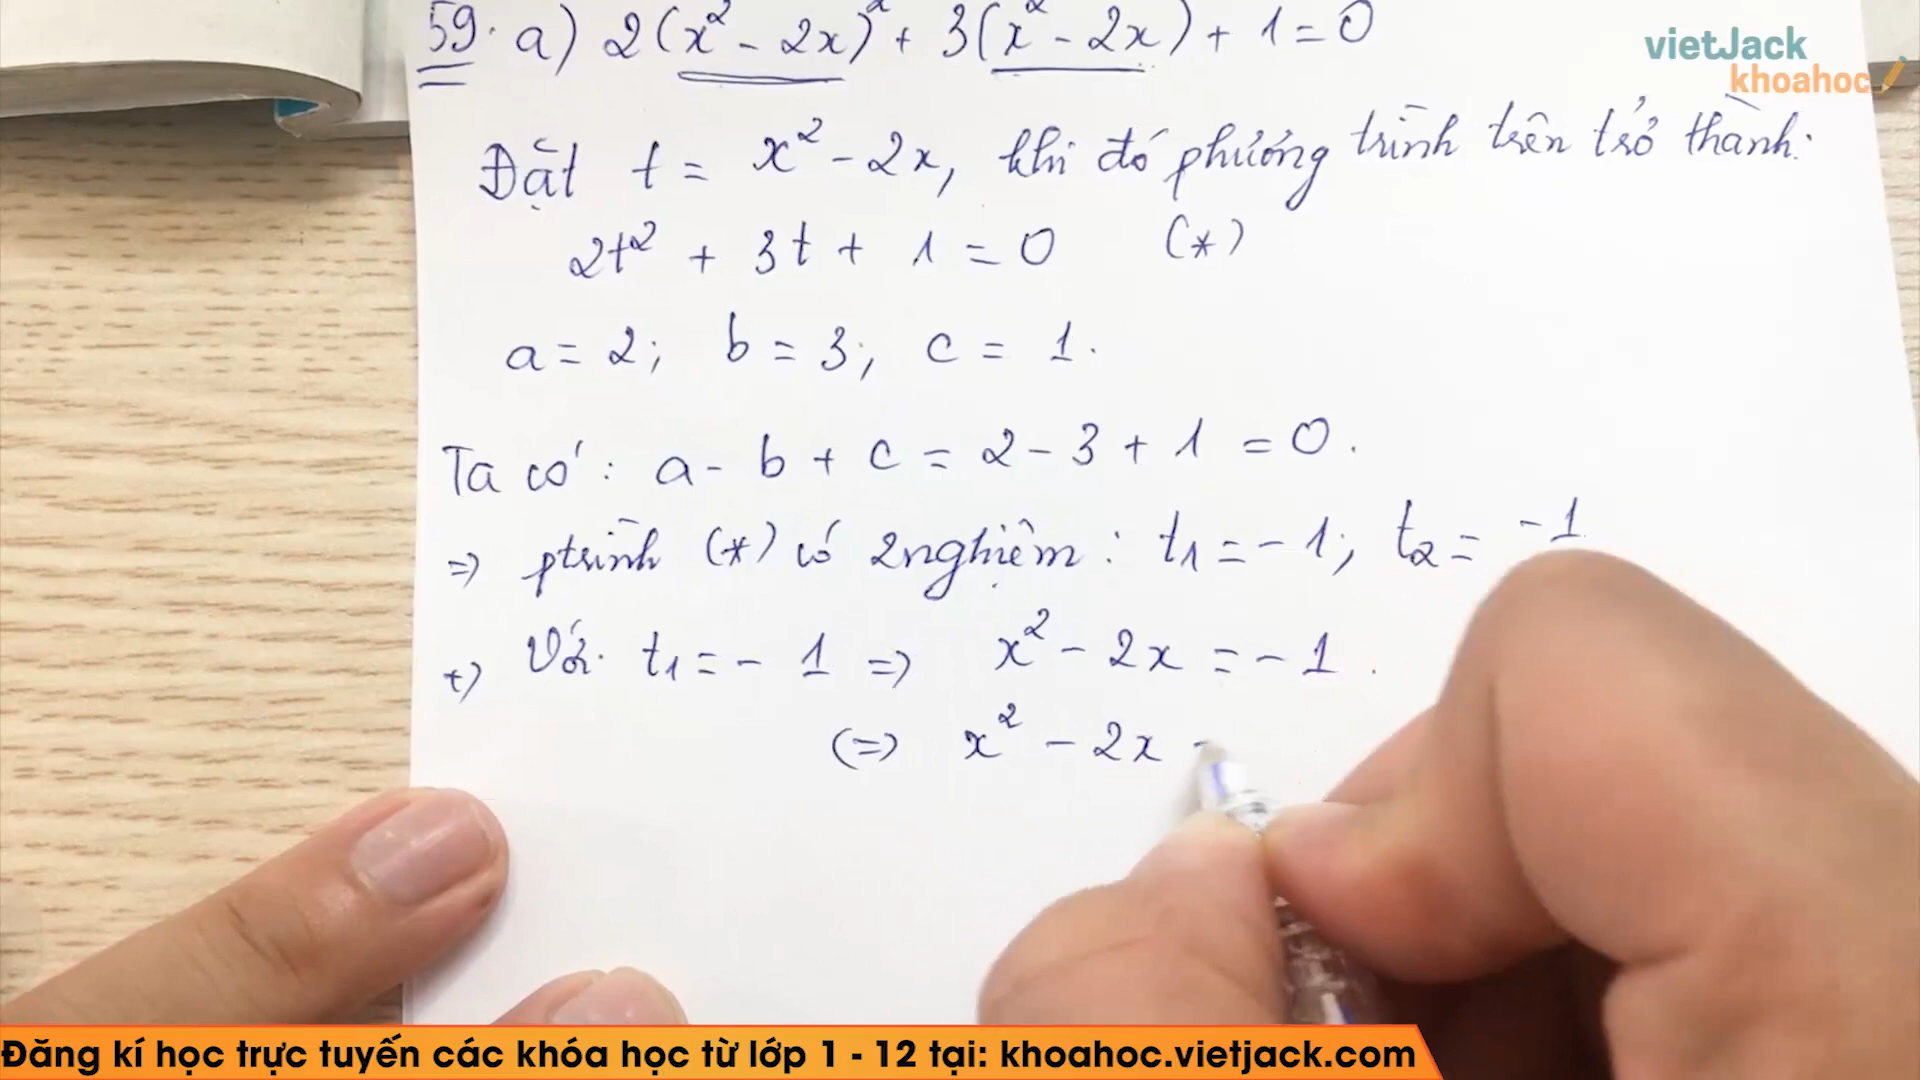 vietJack
khoahoc
59. a) 2(x² - 2x)² + 3(x² - 2x) + 1 = 0
Đặt t = x² - 2x, khi đó phương trình trên trở thành:
2t² + 3t + 1 = 0 (*)
a = 2; b = 3; c = 1.
Ta có: a - b + c = 2 - 3 + 1 = 0.
=> ptrình (*) có 2 nghiệm: t₁ = -1; t₂ = -1
+) Với t₁ = - 1 => x² - 2x = - 1.
(=) x² - 2x
Đăng kí học trực tuyến các khóa học từ lớp 1 - 12 tại: khoahoc.vietjack.com